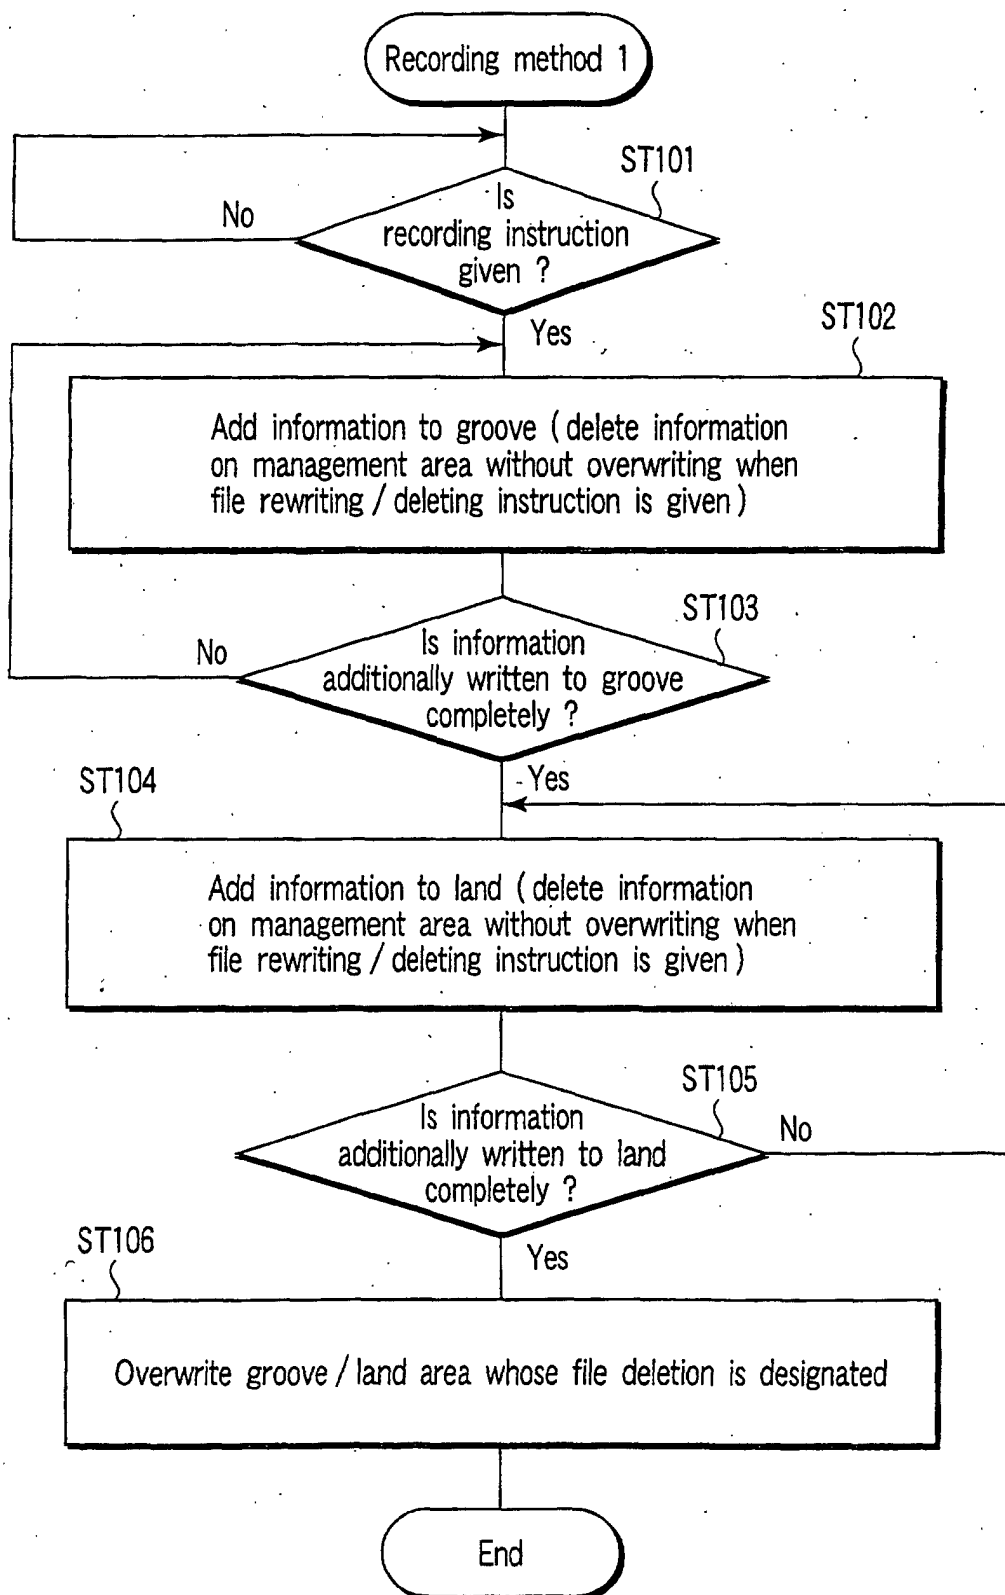 Recording method 1
ST101
Is
recording instruction
given ?
No
Yes
ST102
Add information to groove (delete information
on management area without overwriting when
file rewriting / deleting instruction is given)
ST103
Is information
additionally written to groove
completely ?
No
Yes
ST104
Add information to land (delete information
on management area without overwriting when
file rewriting / deleting instruction is given)
ST105
Is information
additionally written to land
completely ?
No
Yes
ST106
Overwrite groove / land area whose file deletion is designated
End